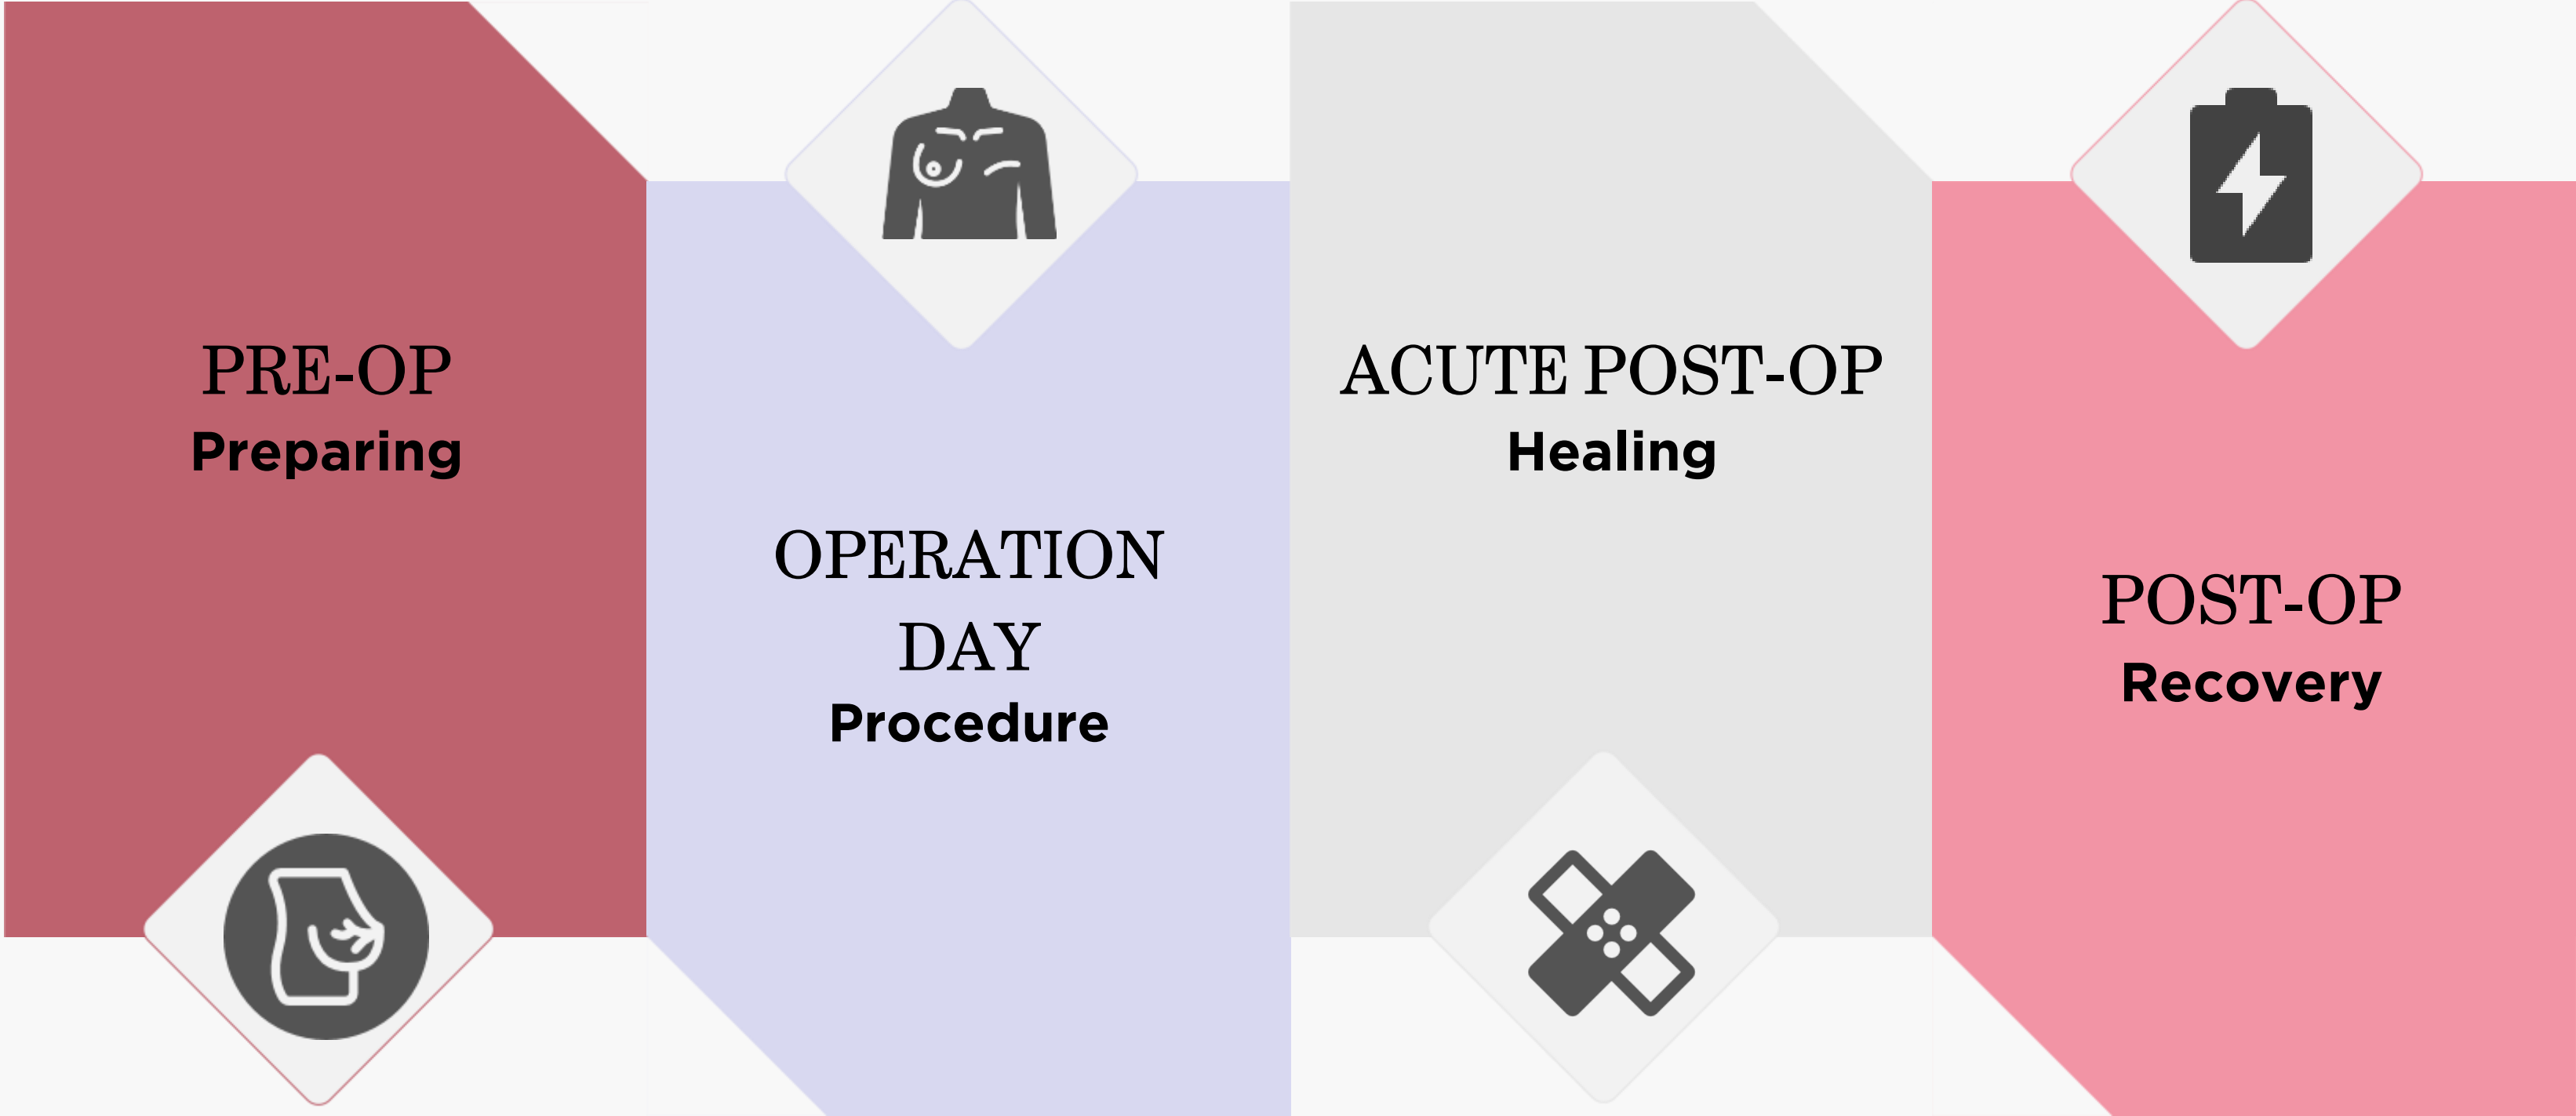 PRE-OP
Preparing
OPERATION
DAY
Procedure
ACUTE POST-OP
Healing
POST-OP
Recovery